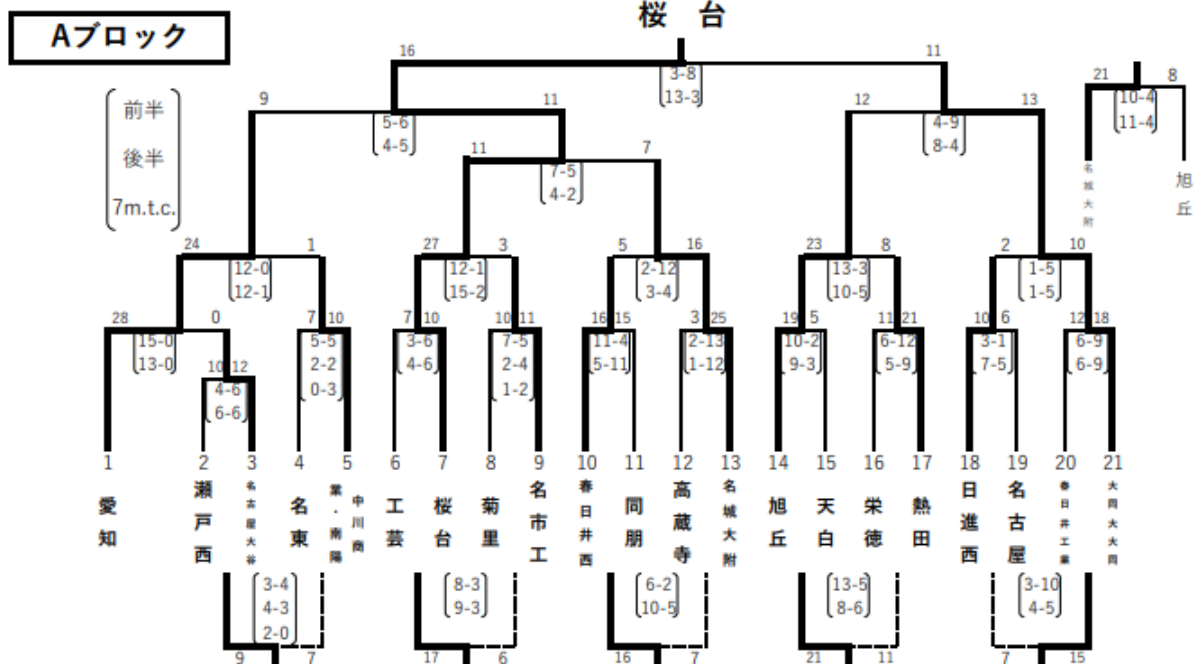 桜 台
Aブロック
16 11
3-8
13-3
21 8
10-4
11-4
名城大附 旭丘
前半
後半
7m.t.c.
9 11
5-6
4-5
12 13
4-9
8-4
11 7
7-5
4-2
24 1
12-0
12-1
27 3
12-1
15-2
5 16
2-12
3-4
23 8
13-3
10-5
2 10
1-5
1-5
28 0
15-0
13-0
7 10
5-5
2-2
0-3
7 10
3-6
4-6
10 11
7-5
2-4
1-2
16 15
11-4
5-11
3 25
2-13
1-12
19 5
10-2
9-3
11 21
6-12
5-9
10 6
3-1
7-5
12 18
6-9
6-9
10 12
4-6
6-6
1 2 3 4 5 6 7 8 9 10 11 12 13 14 15 16 17 18 19 20 21
愛知
瀬戸西
名古屋大谷
名東
中川商
業・南陽
工芸
桜台
菊里
名市工
春日井西
同朋
高蔵寺
名城大附
旭丘
天白
栄徳
熱田
日進西
名古屋
春日井工業
大同大大同
3-4
4-3
2-0
9 7
8-3
9-3
17 6
6-2
10-5
16 7
13-5
8-6
21 11
3-10
4-5
7 15